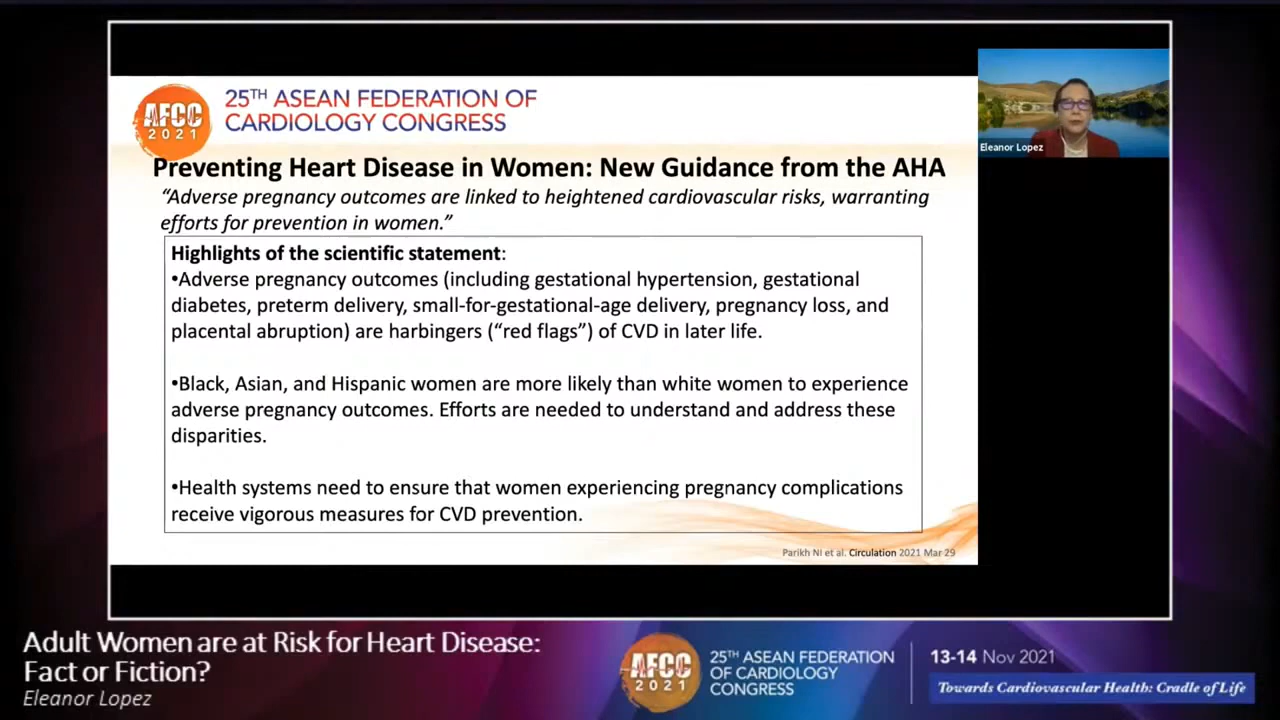 AFCC
2021
25TH ASEAN FEDERATION OF
CARDIOLOGY CONGRESS
Preventing Heart Disease in Women: New Guidance from the AHA
“Adverse pregnancy outcomes are linked to heightened cardiovascular risks, warranting
efforts for prevention in women.”
Highlights of the scientific statement:
•Adverse pregnancy outcomes (including gestational hypertension, gestational
diabetes, preterm delivery, small-for-gestational-age delivery, pregnancy loss, and
placental abruption) are harbingers (“red flags”) of CVD in later life.
•Black, Asian, and Hispanic women are more likely than white women to experience
adverse pregnancy outcomes. Efforts are needed to understand and address these
disparities.
•Health systems need to ensure that women experiencing pregnancy complications
receive vigorous measures for CVD prevention.
Parikh NI et al. Circulation 2021 Mar 29
Eleanor Lopez
Adult Women are at Risk for Heart Disease:
Fact or Fiction?
Eleanor Lopez
AFCC
2021
25TH ASEAN FEDERATION
OF CARDIOLOGY
CONGRESS
13-14 Nov 2021
Towards Cardiovascular Health: Cradle of Life